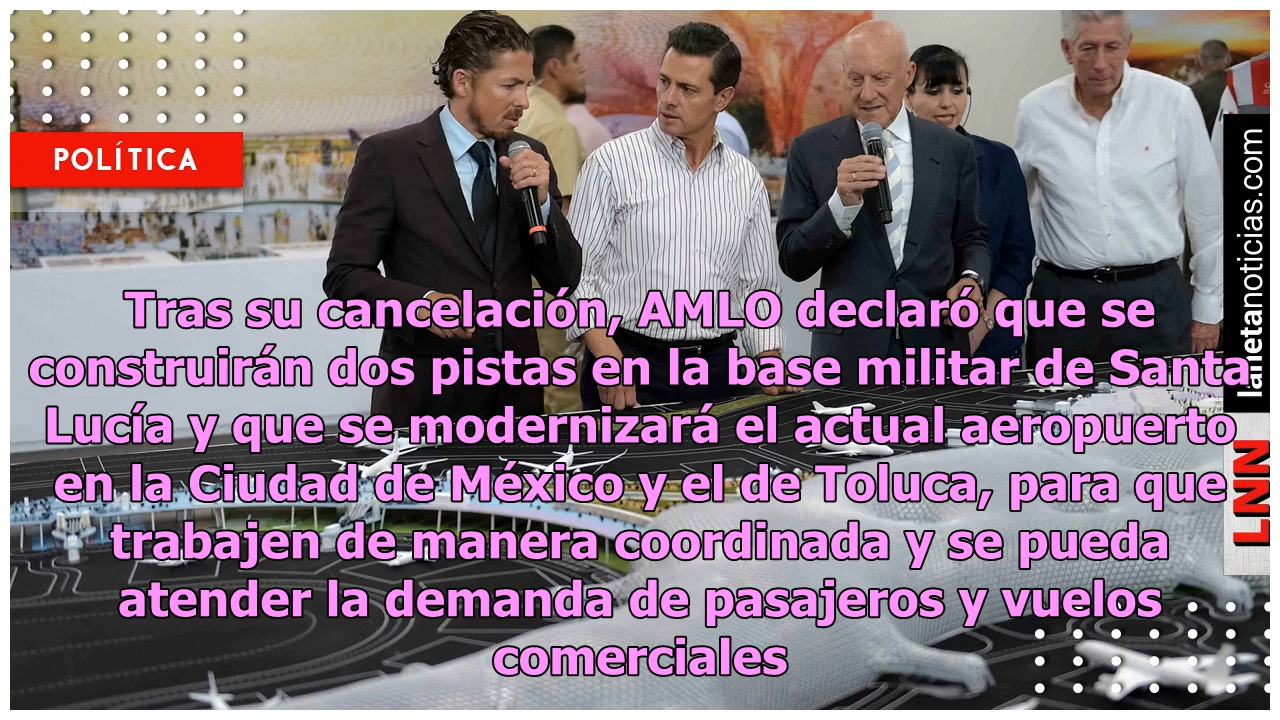 POLÍTICA
Tras su cancelación, AMLO declaró que se
construirán dos pistas en la base militar de Santa
Lucía y que se modernizará el actual aeropuerto
en la Ciudad de México y el de Toluca, para que
trabajen de manera coordinada y se pueda
atender la demanda de pasajeros y vuelos
comerciales
lanetanoticias.com
LNN